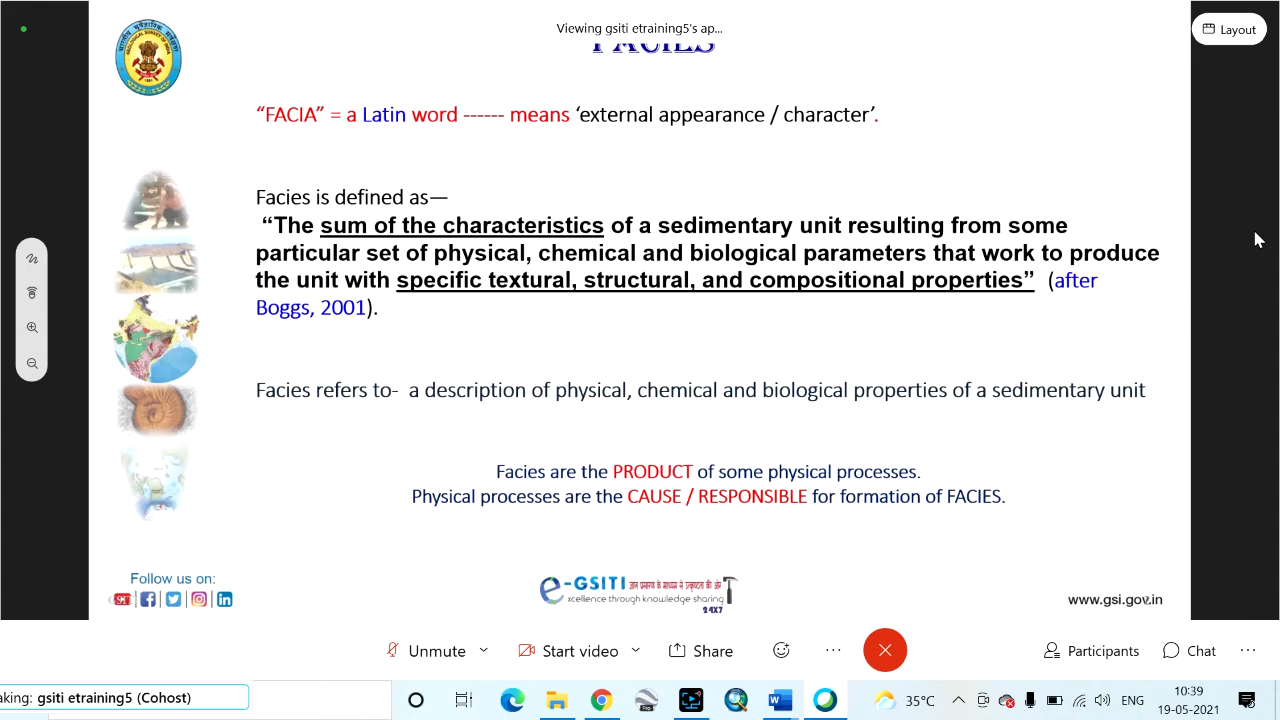 Viewing gsiti etraining5's ap...
Layout
FACIES
“FACIA” = a Latin word ------ means ‘external appearance / character’.
Facies is defined as—
“The sum of the characteristics of a sedimentary unit resulting from some
particular set of physical, chemical and biological parameters that work to produce
the unit with specific textural, structural, and compositional properties” (after
Boggs, 2001).
Facies refers to- a description of physical, chemical and biological properties of a sedimentary unit
Facies are the PRODUCT of some physical processes.
Physical processes are the CAUSE / RESPONSIBLE for formation of FACIES.
Follow us on:
e-GSITI
xcellence through knowledge sharing
24X7
www.gsi.gov.in
Unmute
Start video
Share
Participants
Chat
aking: gsiti etraining5 (Cohost)
35°C
ENG
10:39
19-05-2021